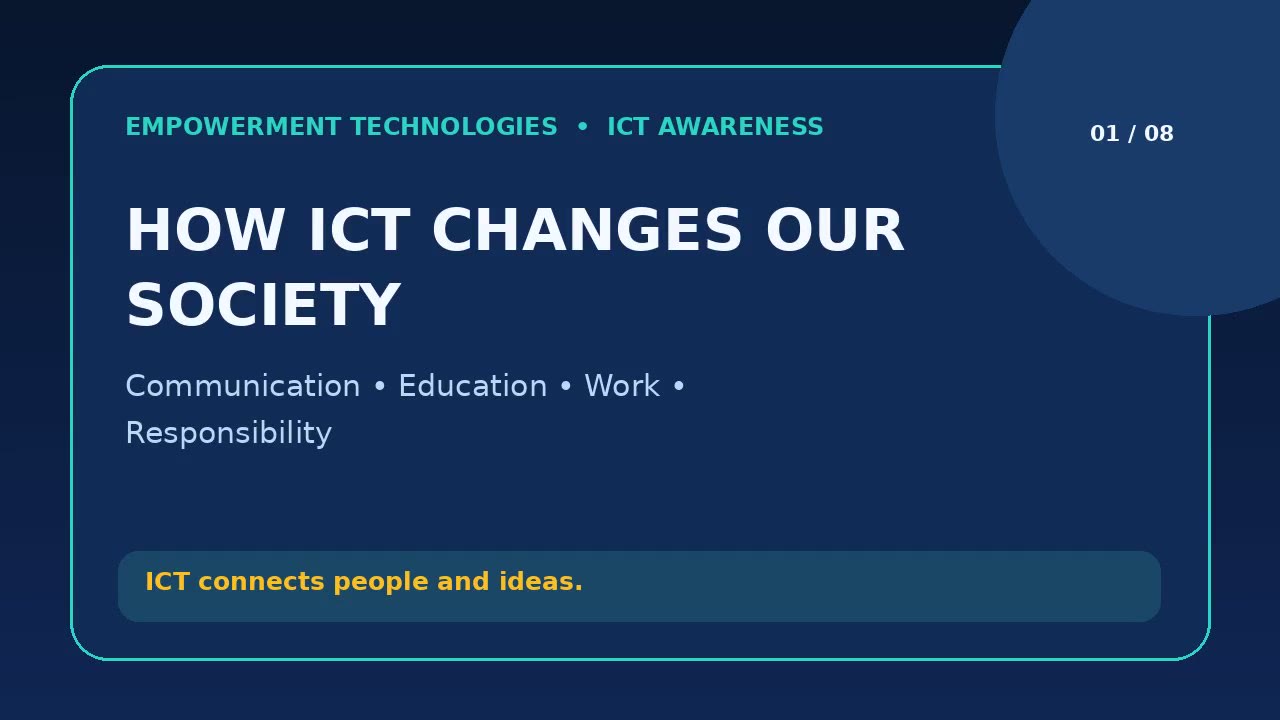 EMPOWERMENT TECHNOLOGIES • ICT AWARENESS
01 / 08
HOW ICT CHANGES OUR
SOCIETY
Communication • Education • Work •
Responsibility
ICT connects people and ideas.